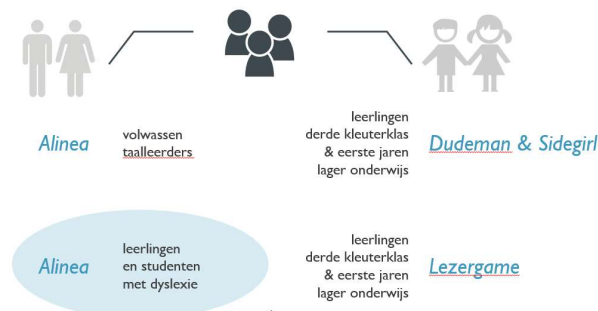 Alinea
volwassen
taalleerders
leerlingen
derde kleuterklas
& eerste jaren
lager onderwijs
Dudeman & Sidegirl
Alinea
leerlingen
en studenten
met dyslexie
leerlingen
derde kleuterklas
& eerste jaren
lager onderwijs
Lezergame